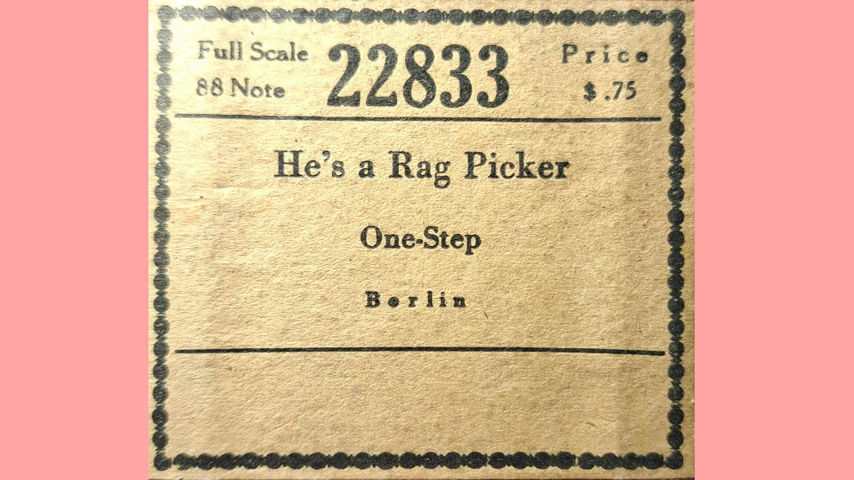 Full Scale 22833 Price
88 Note $.75
He's a Rag Picker
One-Step
Berlin